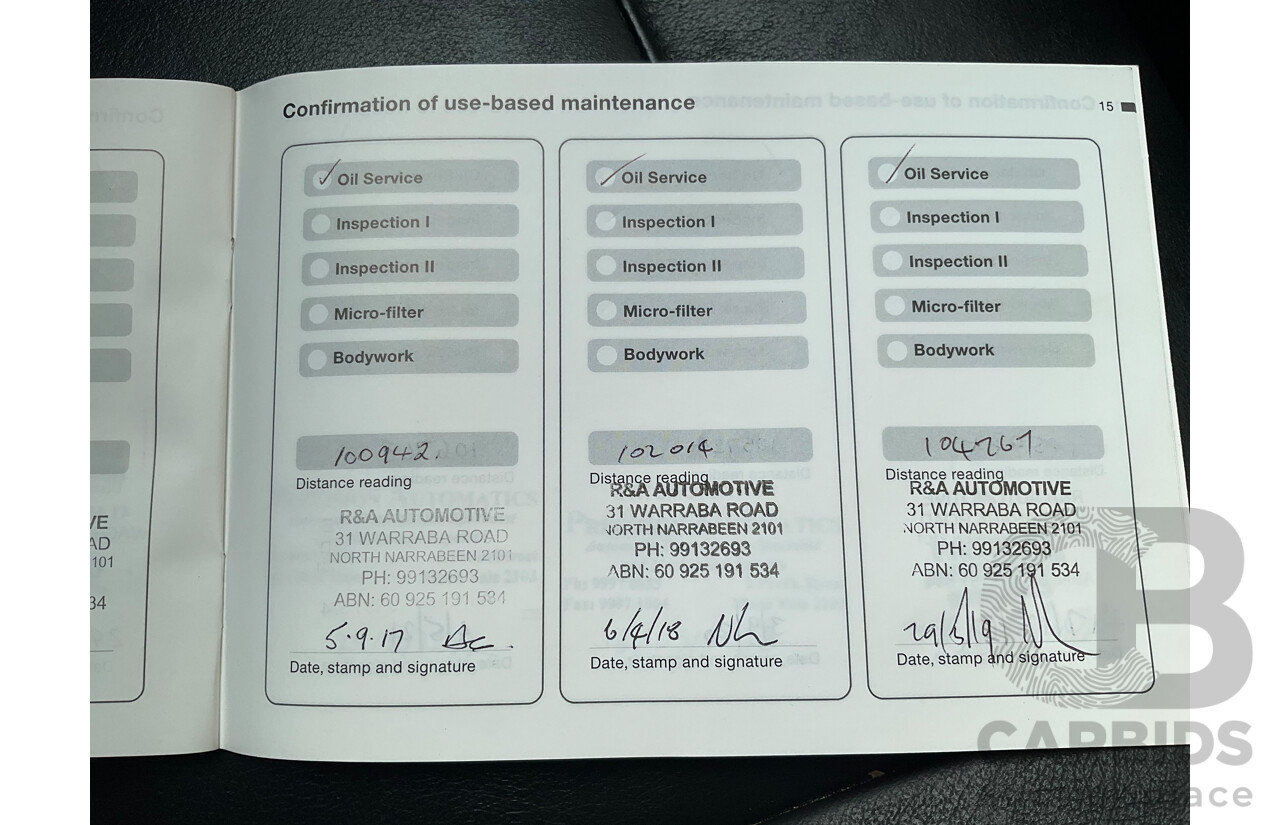 Confirmation of use-based maintenance
15
Oil Service
Inspection I
Inspection II
Micro-filter
Bodywork
100942.
Distance reading
R&A AUTOMOTIVE
31 WARRABA ROAD
NORTH NARRABEEN 2101
PH: 99132693
ABN: 60 925 191 534
5.9.17
Date, stamp and signature
Oil Service
Inspection I
Inspection II
Micro-filter
Bodywork
102014
Distance reading
R&A AUTOMOTIVE
31 WARRABA ROAD
NORTH NARRABEEN 2101
PH: 99132693
ABN: 60 925 191 534
6/4/18
Date, stamp and signature
Oil Service
Inspection I
Inspection II
Micro-filter
Bodywork
104767
Distance reading
R&A AUTOMOTIVE
31 WARRABA ROAD
NORTH NARRABEEN 2101
PH: 99132693
ABN: 60 925 191 534
Date, stamp and signature
VE
AD
101
34
B
CARBIDS